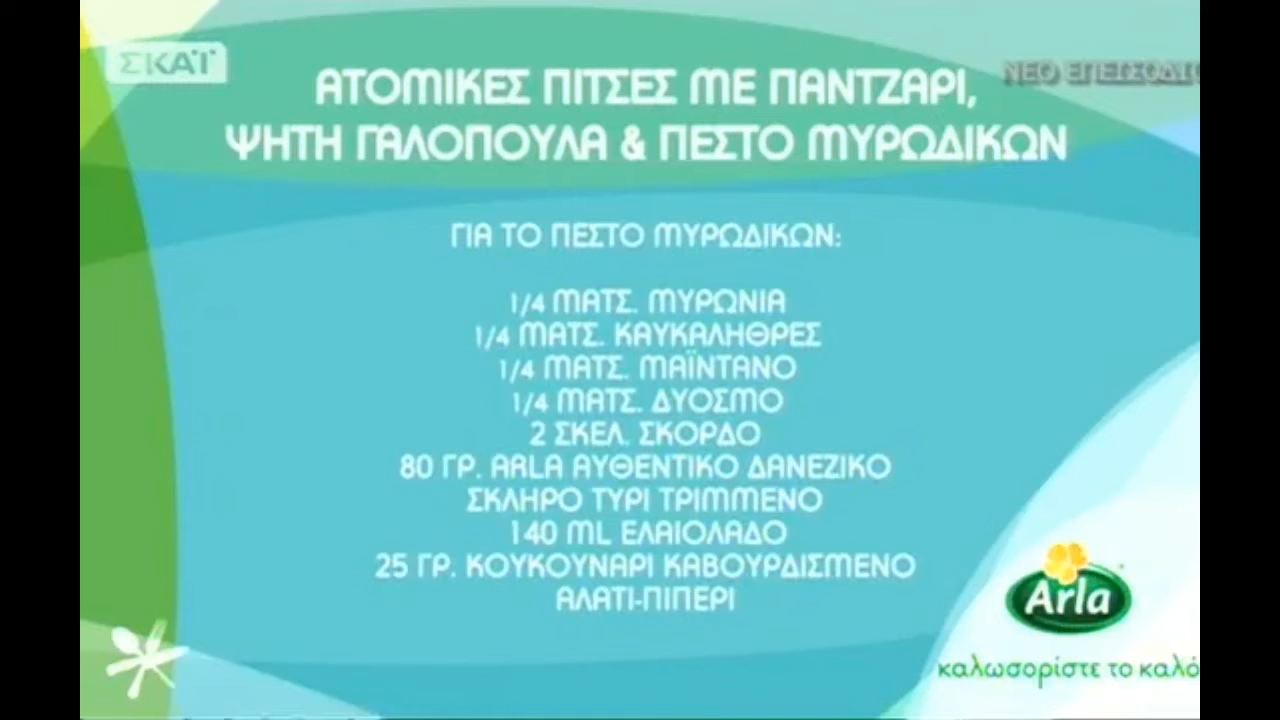 ΣΚΑΪ
ΝΕΟ ΕΠΕΙΣΟΔΙΟ
ΑΤΟΜΙΚΕΣ ΠΙΤΣΕΣ ΜΕ ΠΑΝΤΖΑΡΙ,
ΨΗΤΗ ΓΑΛΟΠΟΥΛΑ & ΠΕΣΤΟ ΜΥΡΩΔΙΚΩΝ
ΓΙΑ ΤΟ ΠΕΣΤΟ ΜΥΡΩΔΙΚΩΝ:
1/4 ΜΑΤΣ. ΜΥΡΩΝΙΑ
1/4 ΜΑΤΣ. ΚΑΥΚΑΛΗΘΡΕΣ
1/4 ΜΑΤΣ. ΜΑΪΝΤΑΝΟ
1/4 ΜΑΤΣ. ΔΥΟΣΜΟ
2 ΣΚΕΛ. ΣΚΟΡΔΟ
80 ΓΡ. ARLA ΑΥΘΕΝΤΙΚΟ ΔΑΝΕΖΙΚΟ
ΣΚΛΗΡΟ ΤΥΡΙ ΤΡΙΜΜΕΝΟ
140 ML ΕΛΑΙΟΛΑΔΟ
25 ΓΡ. ΚΟΥΚΟΥΝΑΡΙ ΚΑΒΟΥΡΔΙΣΜΕΝΟ
ΑΛΑΤΙ-ΠΙΠΕΡΙ
Arla
καλωσορίστε το καλό